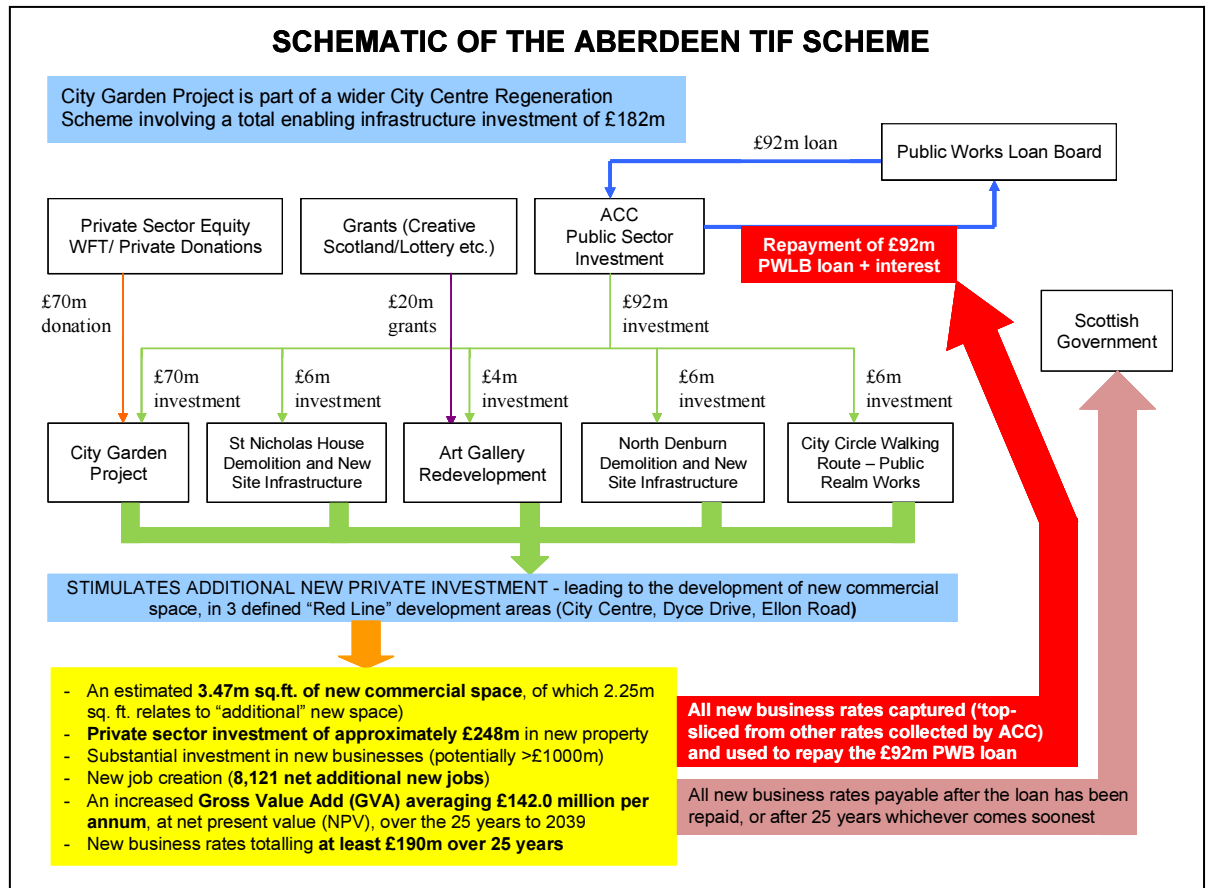 SCHEMATIC OF THE ABERDEEN TIF SCHEME
City Garden Project is part of a wider City Centre Regeneration
Scheme involving a total enabling infrastructure investment of £182m
£92m loan
Public Works Loan Board
Private Sector Equity
WFT/ Private Donations
Grants (Creative
Scotland/Lottery etc.)
ACC
Public Sector
Investment
Repayment of £92m
PWLB loan + interest
£70m
donation
£20m
grants
£92m
investment
Scottish
Government
£70m
investment
£6m
investment
£4m
investment
£6m
investment
£6m
investment
City Garden
Project
St Nicholas House
Demolition and New
Site Infrastructure
Art Gallery
Redevelopment
North Denburn
Demolition and New
Site Infrastructure
City Circle Walking
Route – Public
Realm Works
STIMULATES ADDITIONAL NEW PRIVATE INVESTMENT - leading to the development of new commercial
space, in 3 defined “Red Line” development areas (City Centre, Dyce Drive, Ellon Road)
- An estimated 3.47m sq.ft. of new commercial space, of which 2.25m
sq. ft. relates to “additional” new space)
- Private sector investment of approximately £248m in new property
- Substantial investment in new businesses (potentially >£1000m)
- New job creation (8,121 net additional new jobs)
- An increased Gross Value Add (GVA) averaging £142.0 million per
annum, at net present value (NPV), over the 25 years to 2039
- New business rates totalling at least £190m over 25 years
All new business rates captured (‘top-
sliced from other rates collected by ACC)
and used to repay the £92m PWB loan
All new business rates payable after the loan has been
repaid, or after 25 years whichever comes soonest